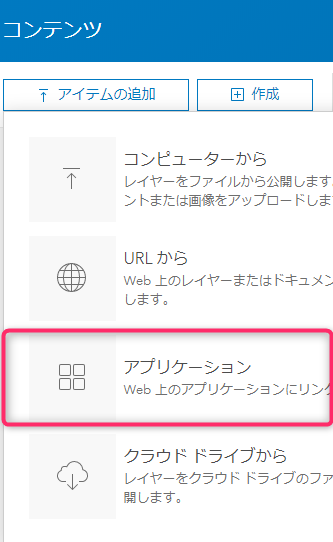 コンテンツ
アイテムの追加
作成
コンピューターから
レイヤーをファイルから公開します。
ントまたは画像をアップロードしま
URL から
Web 上のレイヤーまたはドキュメン
します。
アプリケーション
Web 上のアプリケーションにリンク
クラウド ドライブから
レイヤーをクラウド ドライブのファ
開します。